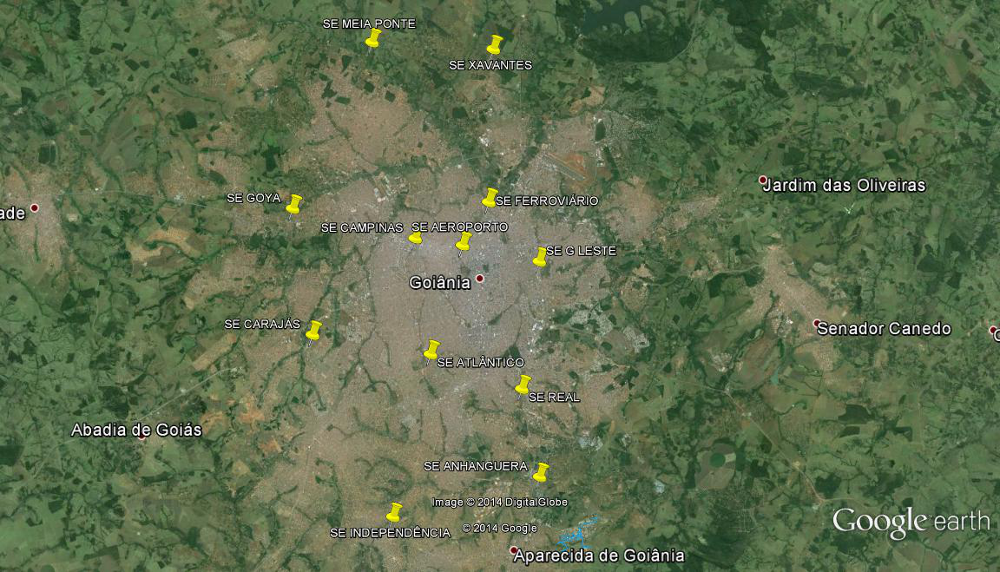 SE MEIA PONTE
SE XAVANTES
Jardim das Oliveiras
SE GOYA
SE FERROVIÁRIO
ade
SE CAMPINAS
SE AEROPORTO
SE G LESTE
Goiânia
SE CARAJÁS
Senador Canedo
SE ATLÂNTICO
SE REAL
Abadia de Goiás
SE ANHANGUERA
Image © 2014 DigitalGlobe
Google earth
© 2014 Google
SE INDEPENDÊNCIA
Aparecida de Goiânia